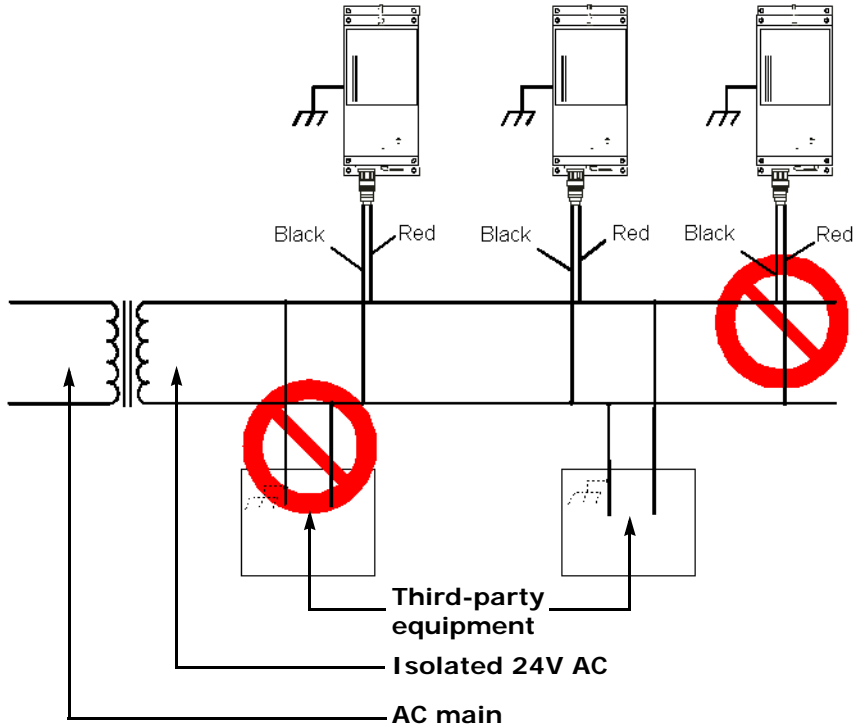 Black Red Black Red Black Red
Third-party
equipment
Isolated 24V AC
AC main